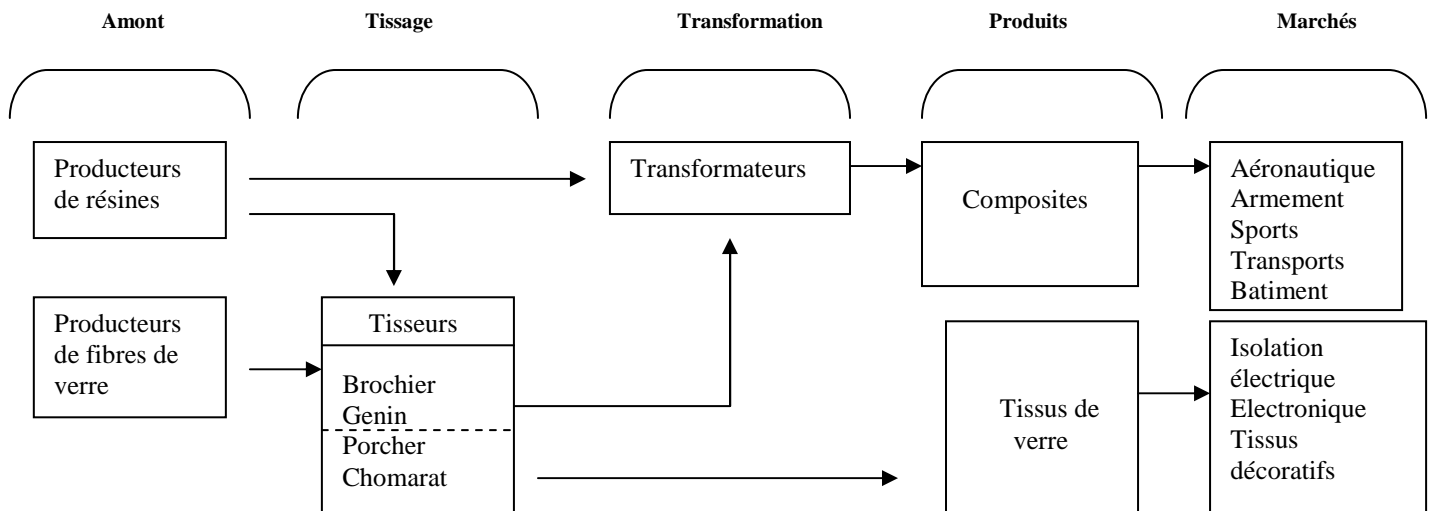 Amont
Tissage
Transformation
Produits
Marchés
Producteurs
de résines
Transformateurs
Composites
Aéronautique
Armement
Sports
Transports
Batiment
Producteurs
de fibres de
verre
Tisseurs
Brochier
Genin
Porcher
Chomarat
Tissus de
verre
Isolation
électrique
Electronique
Tissus
décoratifs